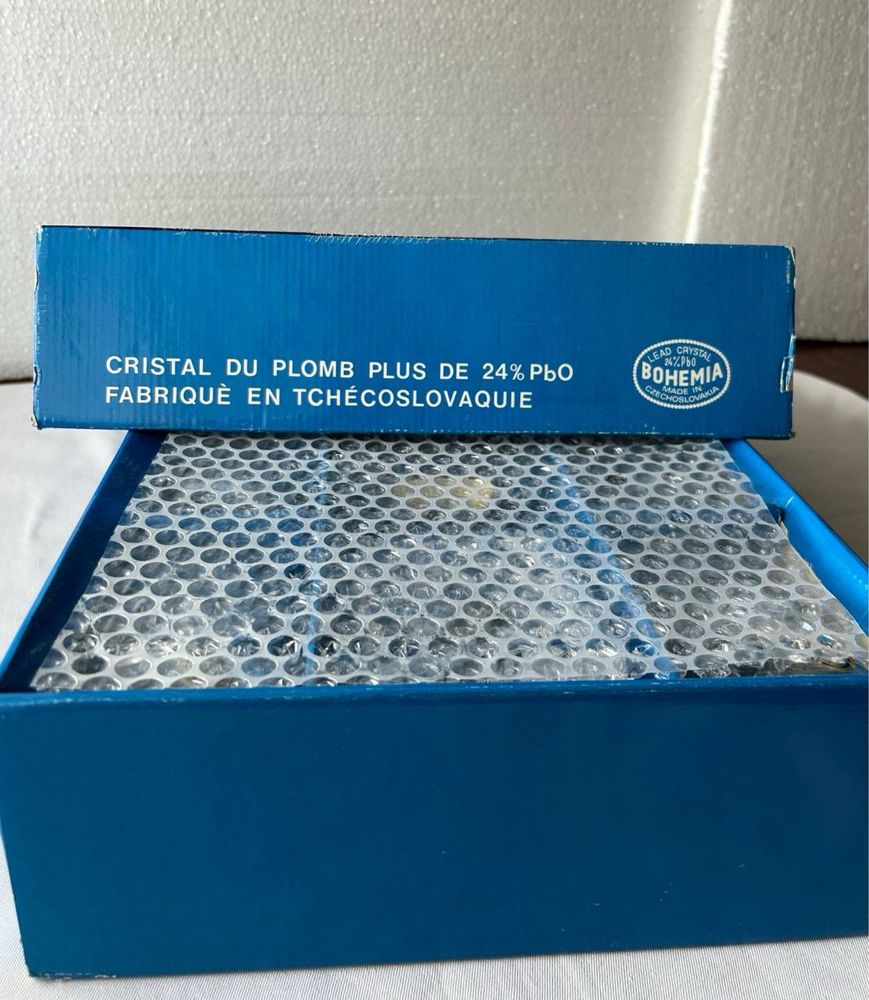 CRISTAL DU PLOMB PLUS DE 24% PbO
FABRIQUÈ EN TCHÉCOSLOVAQUIE
LEAD CRYSTAL
24% PbO
BOHEMIA
MADE IN
CZECHOSLOVAKIA